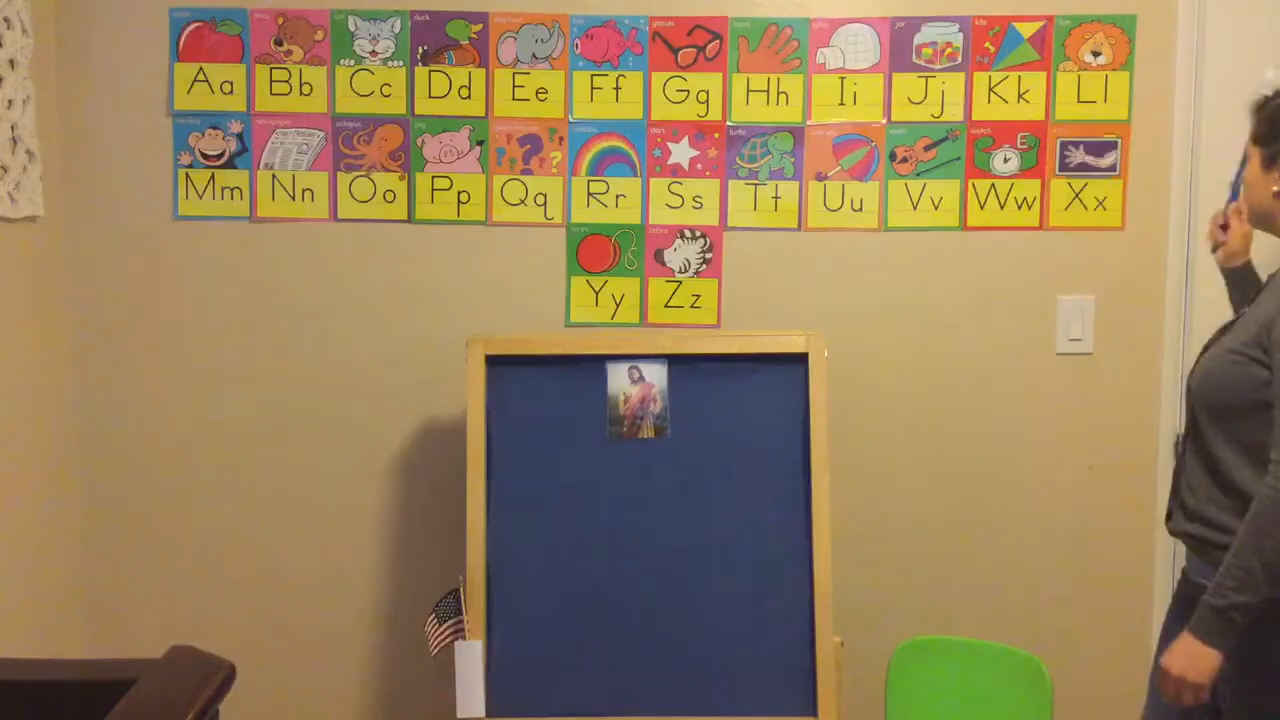 Aa Bb Cc Dd Ee Ff Gg Hh Ii Jj Kk Ll
Mm Nn Oo Pp Qq Rr Ss Tt Uu Vv Ww Xx
Yy Zz